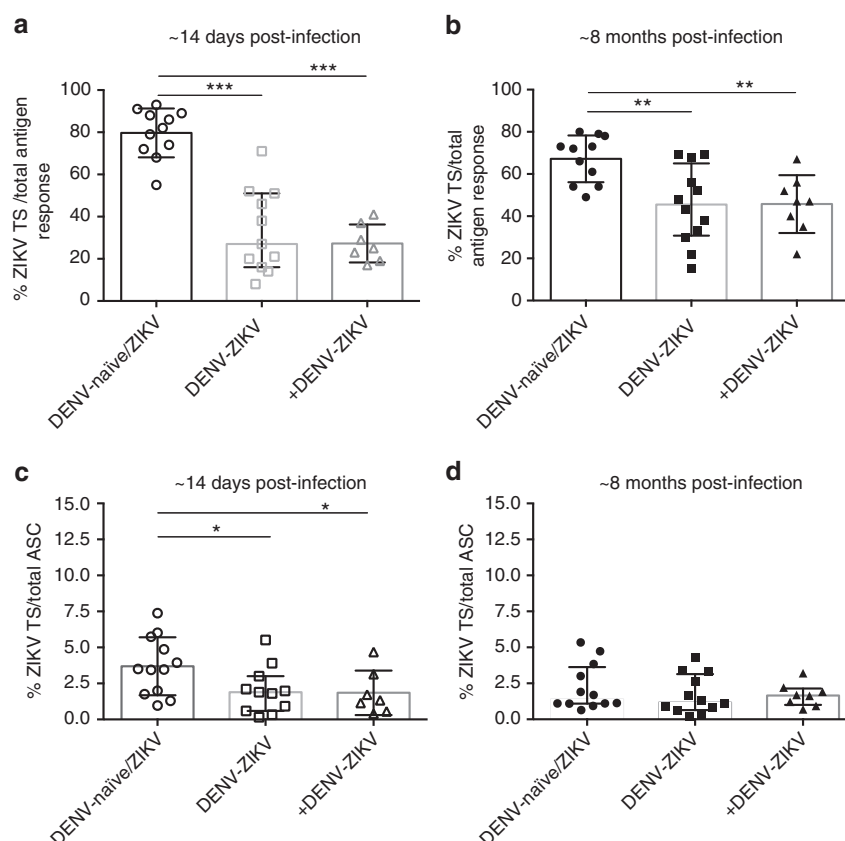 a
~14 days post-infection
% ZIKV TS /total antigen
response
***
***
100
80
60
40
20
0
DENV-naïve/ZIKV
DENV-ZIKV
+DENV-ZIKV
b
~8 months post-infection
% ZIKV TS/total
antigen response
**
**
100
80
60
40
20
0
DENV-naïve/ZIKV
DENV-ZIKV
+DENV-ZIKV
c
~14 days post-infection
% ZIKV TS/total ASC
*
*
15.0
12.5
10.0
7.5
5.0
2.5
0.0
DENV-naïve/ZIKV
DENV-ZIKV
+DENV-ZIKV
d
~8 months post-infection
% ZIKV TS/total ASC
15.0
12.5
10.0
7.5
5.0
2.5
0.0
DENV-naïve/ZIKV
DENV-ZIKV
+DENV-ZIKV